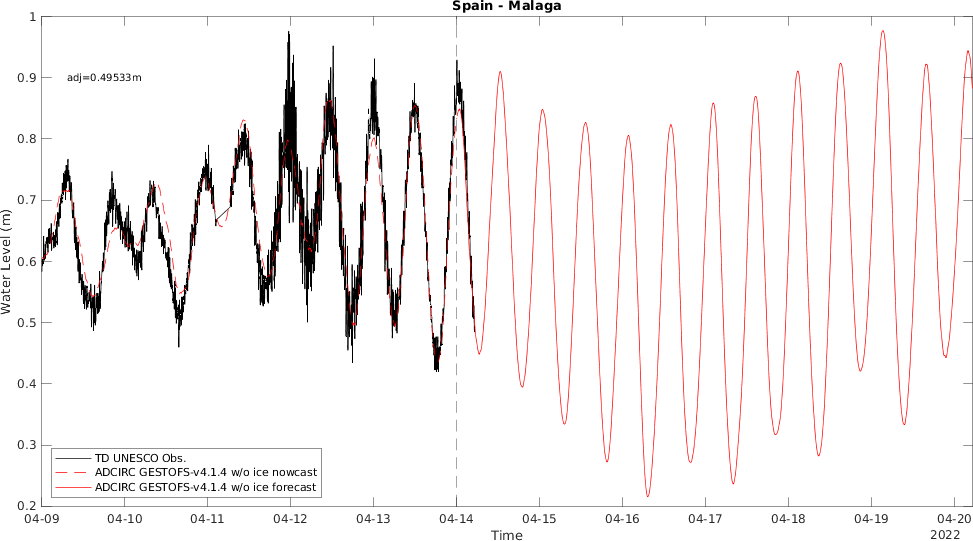 Spain - Malaga
1
0.9
0.8
0.7
0.6
0.5
0.4
0.3
0.2
Water Level (m)
adj=0.49533m
TD UNESCO Obs.
ADCIRC GESTOFS-v4.1.4 w/o ice nowcast
ADCIRC GESTOFS-v4.1.4 w/o ice forecast
04-09 04-10 04-11 04-12 04-13 04-14 04-15 04-16 04-17 04-18 04-19 04-20
Time
2022